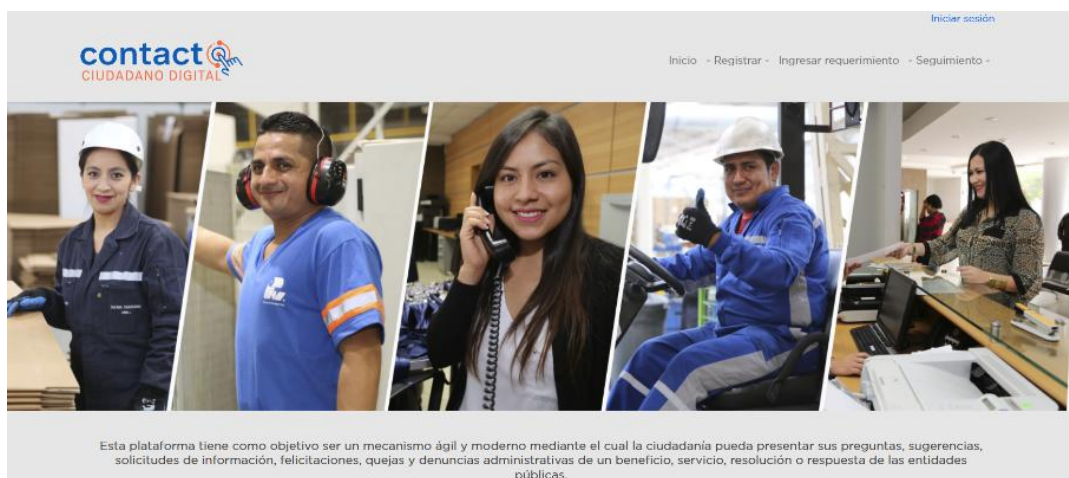 Iniciar sesión
contact
CIUDADANO DIGITAL
Inicio - Registrar - Ingresar requerimiento - Seguimiento -
Esta plataforma tiene como objetivo ser un mecanismo ágil y moderno mediante el cual la ciudadanía pueda presentar sus preguntas, sugerencias,
solicitudes de información, felicitaciones, quejas y denuncias administrativas de un beneficio, servicio, resolución o respuesta de las entidades
públicas.